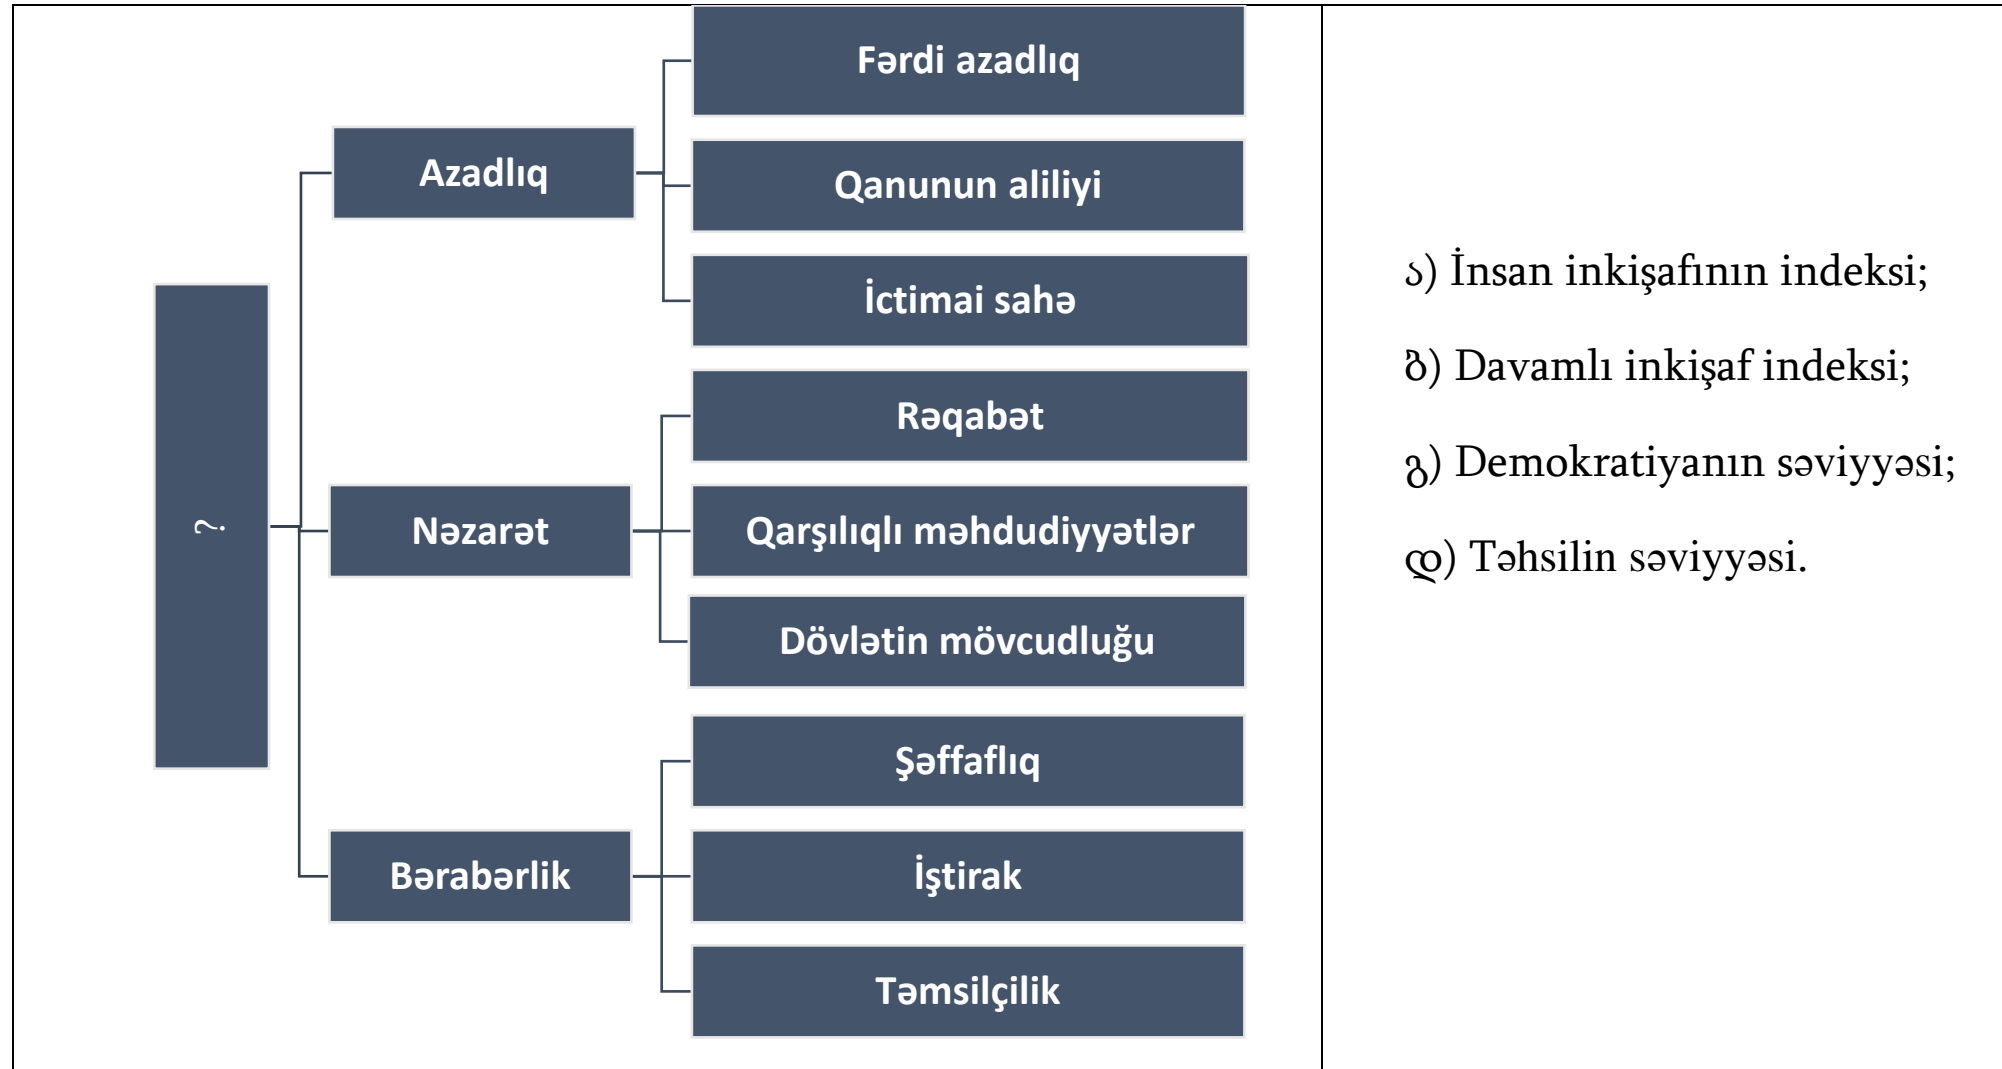 Fərdi azadlıq
Azadlıq
Qanunun aliliyi
İctimai sahə
?
Rəqabət
Nəzarət
Qarşılıqlı məhdudiyyətlər
Dövlətin mövcudluğu
Şəffaflıq
Bərabərlik
İştirak
Təmsilçilik
ა) İnsan inkişafının indeksi;
ბ) Davamlı inkişaf indeksi;
გ) Demokratiyanın səviyyəsi;
დ) Təhsilin səviyyəsi.